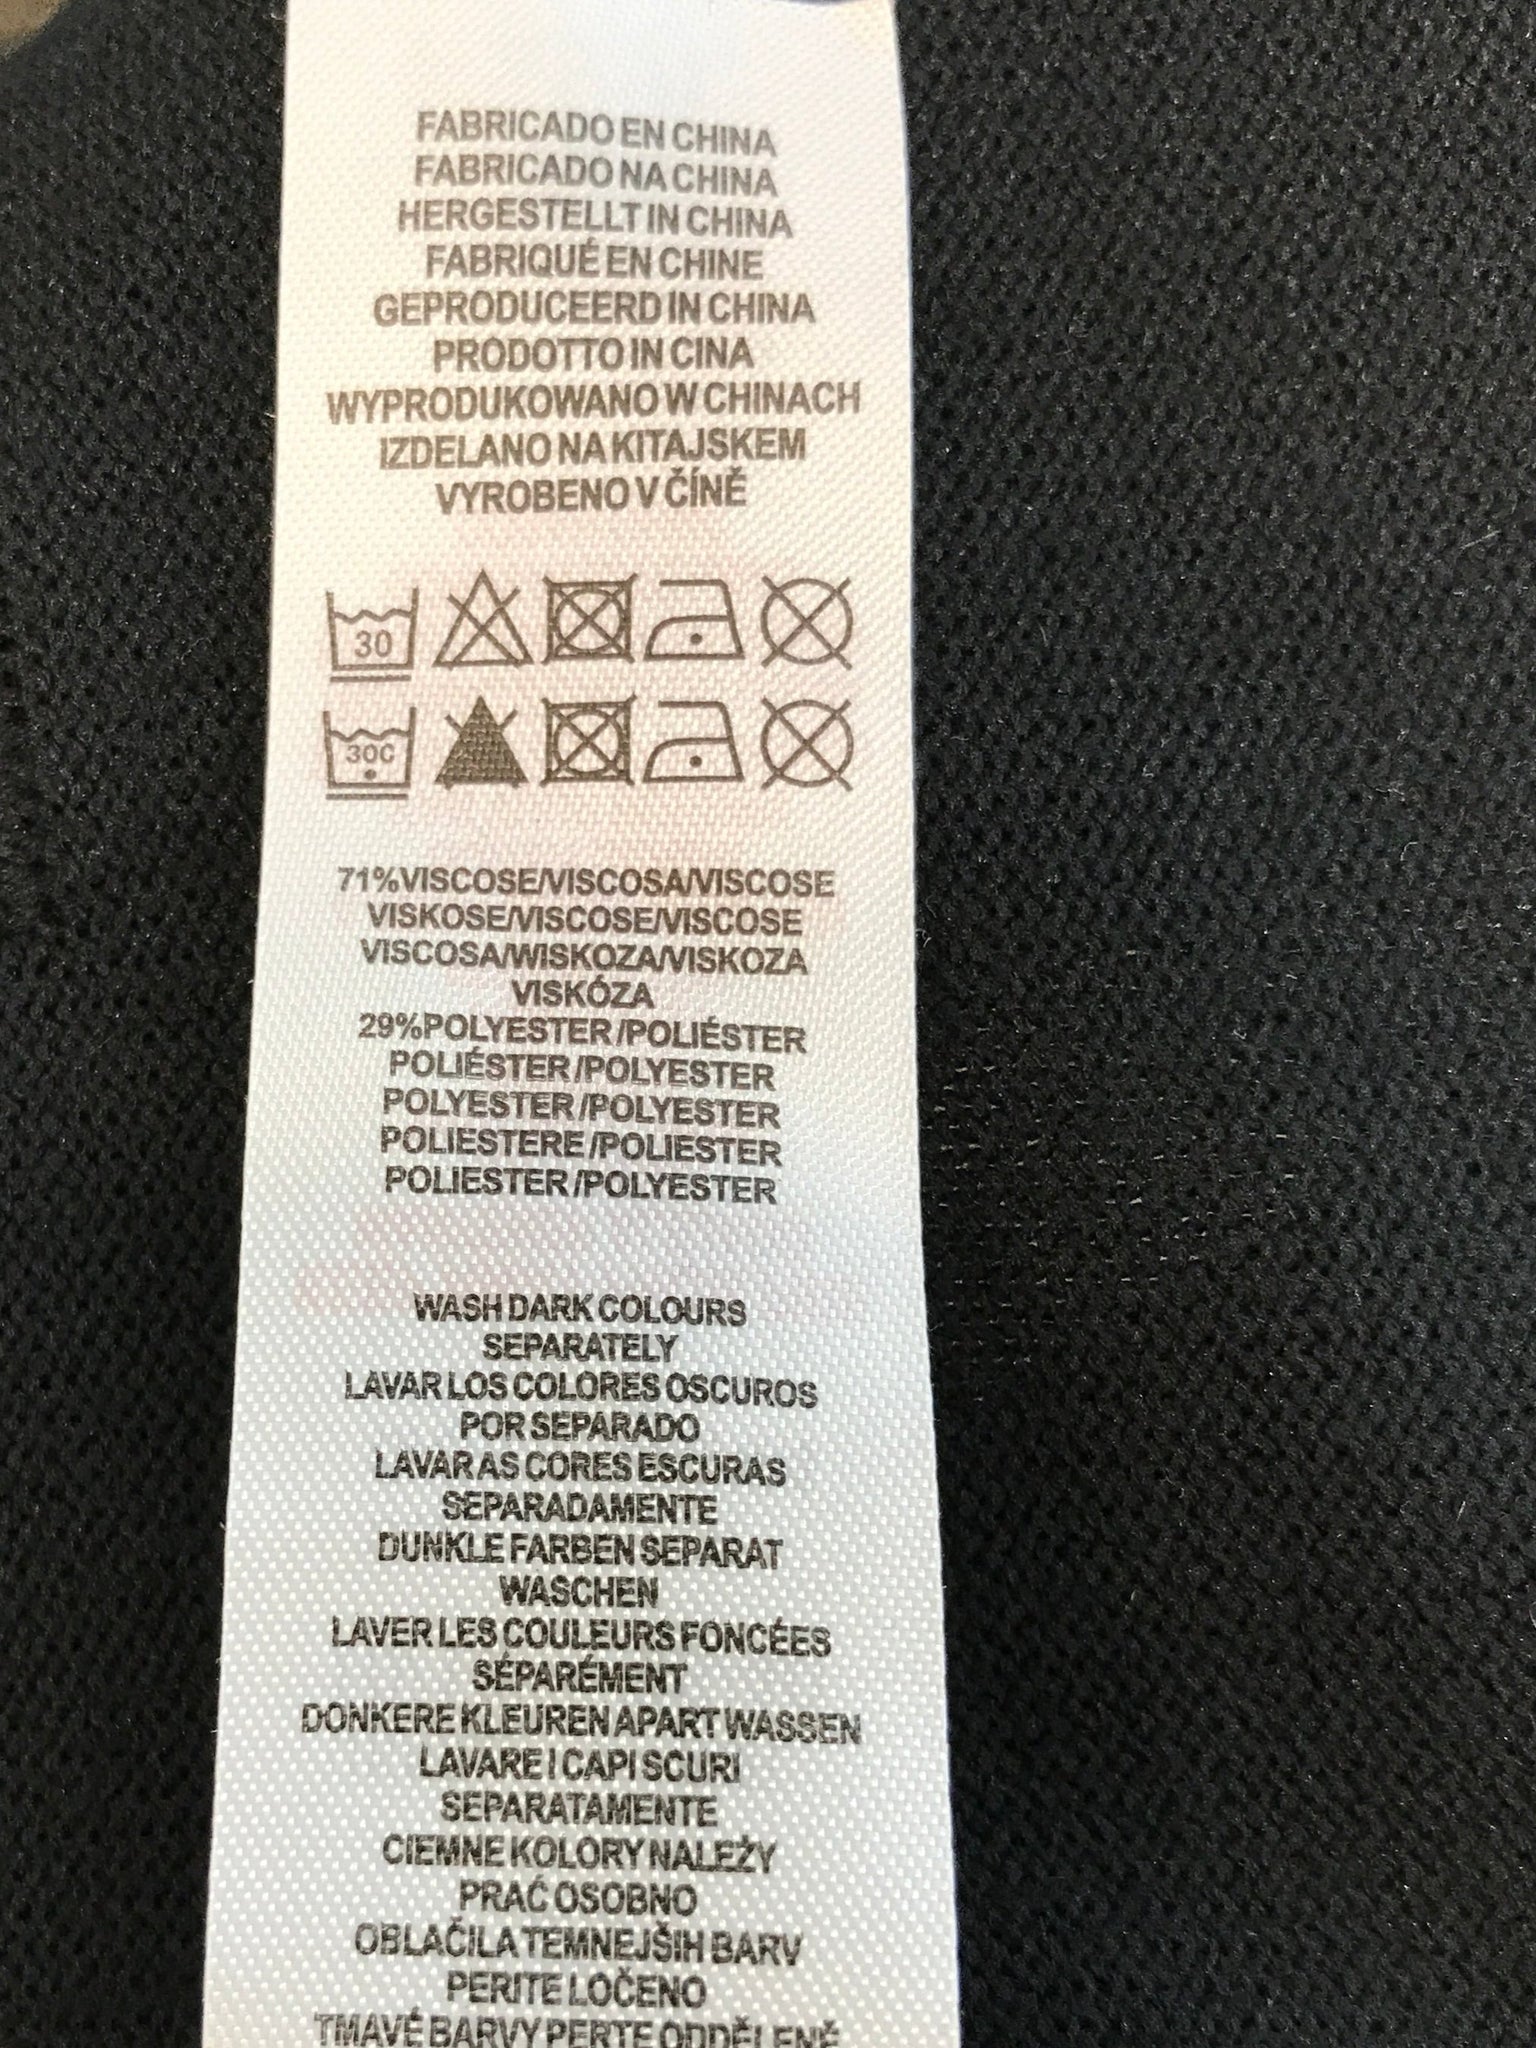 FABRICADO EN CHINA
FABRICADO NA CHINA
HERGESTELLT IN CHINA
FABRIQUÉ EN CHINE
GEPRODUCEERD IN CHINA
PRODOTTO IN CINA
WYPRODUKOWANO W CHINACH
IZDELANO NA KITAJSKEM
VYROBENO V ČÍNĚ
30
30C
71%VISCOSE/VISCOSA/VISCOSE
VISKOSE/VISCOSE/VISCOSE
VISCOSA/WISKOZA/VISKOZA
VISKÓZA
29%POLYESTER/POLIÉSTER
POLIÉSTER/POLYESTER
POLYESTER/POLYESTER
POLIESTERE/POLIESTER
POLIESTER/POLYESTER
WASH DARK COLOURS
SEPARATELY
LAVAR LOS COLORES OSCUROS
POR SEPARADO
LAVAR AS CORES ESCURAS
SEPARADAMENTE
DUNKLE FARBEN SEPARAT
WASCHEN
LAVER LES COULEURS FONCÉES
SÉPARÉMENT
DONKERE KLEUREN APART WASSEN
LAVARE I CAPI SCURI
SEPARATAMENTE
CIEMNE KOLORY NALEŻY
PRAĆ OSOBNO
OBLAČILA TEMNEJŠIH BARV
PERITE LOČENO
TMAVÉ BARVY PERTE ODDĚLENĚ